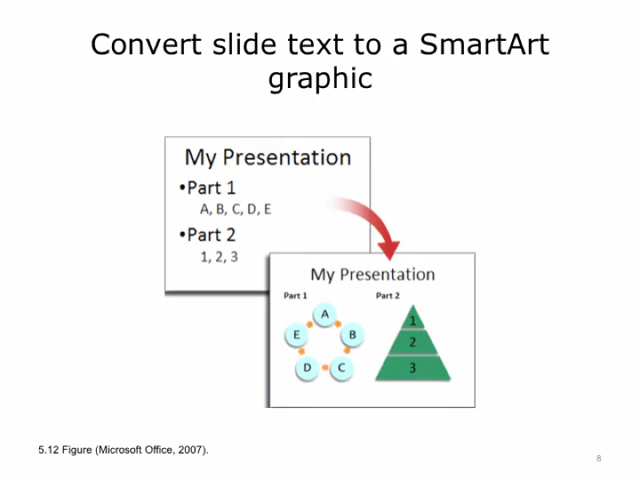 Convert slide text to a SmartArt
graphic
My Presentation
•Part 1
A, B, C, D, E
•Part 2
1, 2, 3
My Presentation
Part 1
Part 2
A
E
B
D
C
1
2
3
5.12 Figure (Microsoft Office, 2007).
8